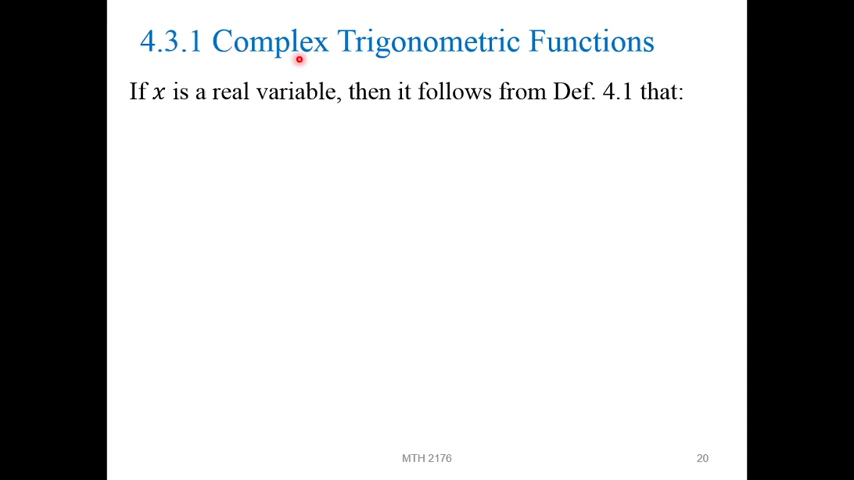 4.3.1 Complex Trigonometric Functions
If x is a real variable, then it follows from Def. 4.1 that:
MTH 2176
20